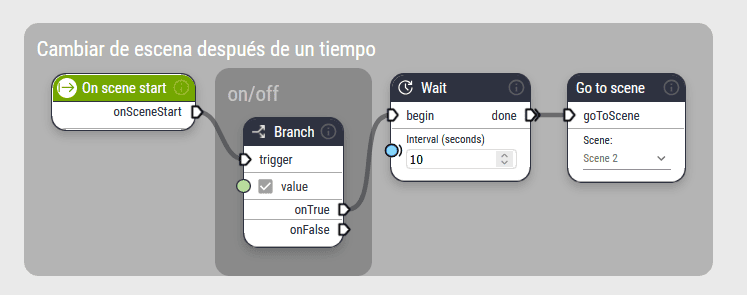 Cambiar de escena después de un tiempo
On scene start
onSceneStart
on/off
Branch
trigger
value
onTrue
onFalse
Wait
begin
done
Interval (seconds)
10
Go to scene
goToScene
Scene:
Scene 2